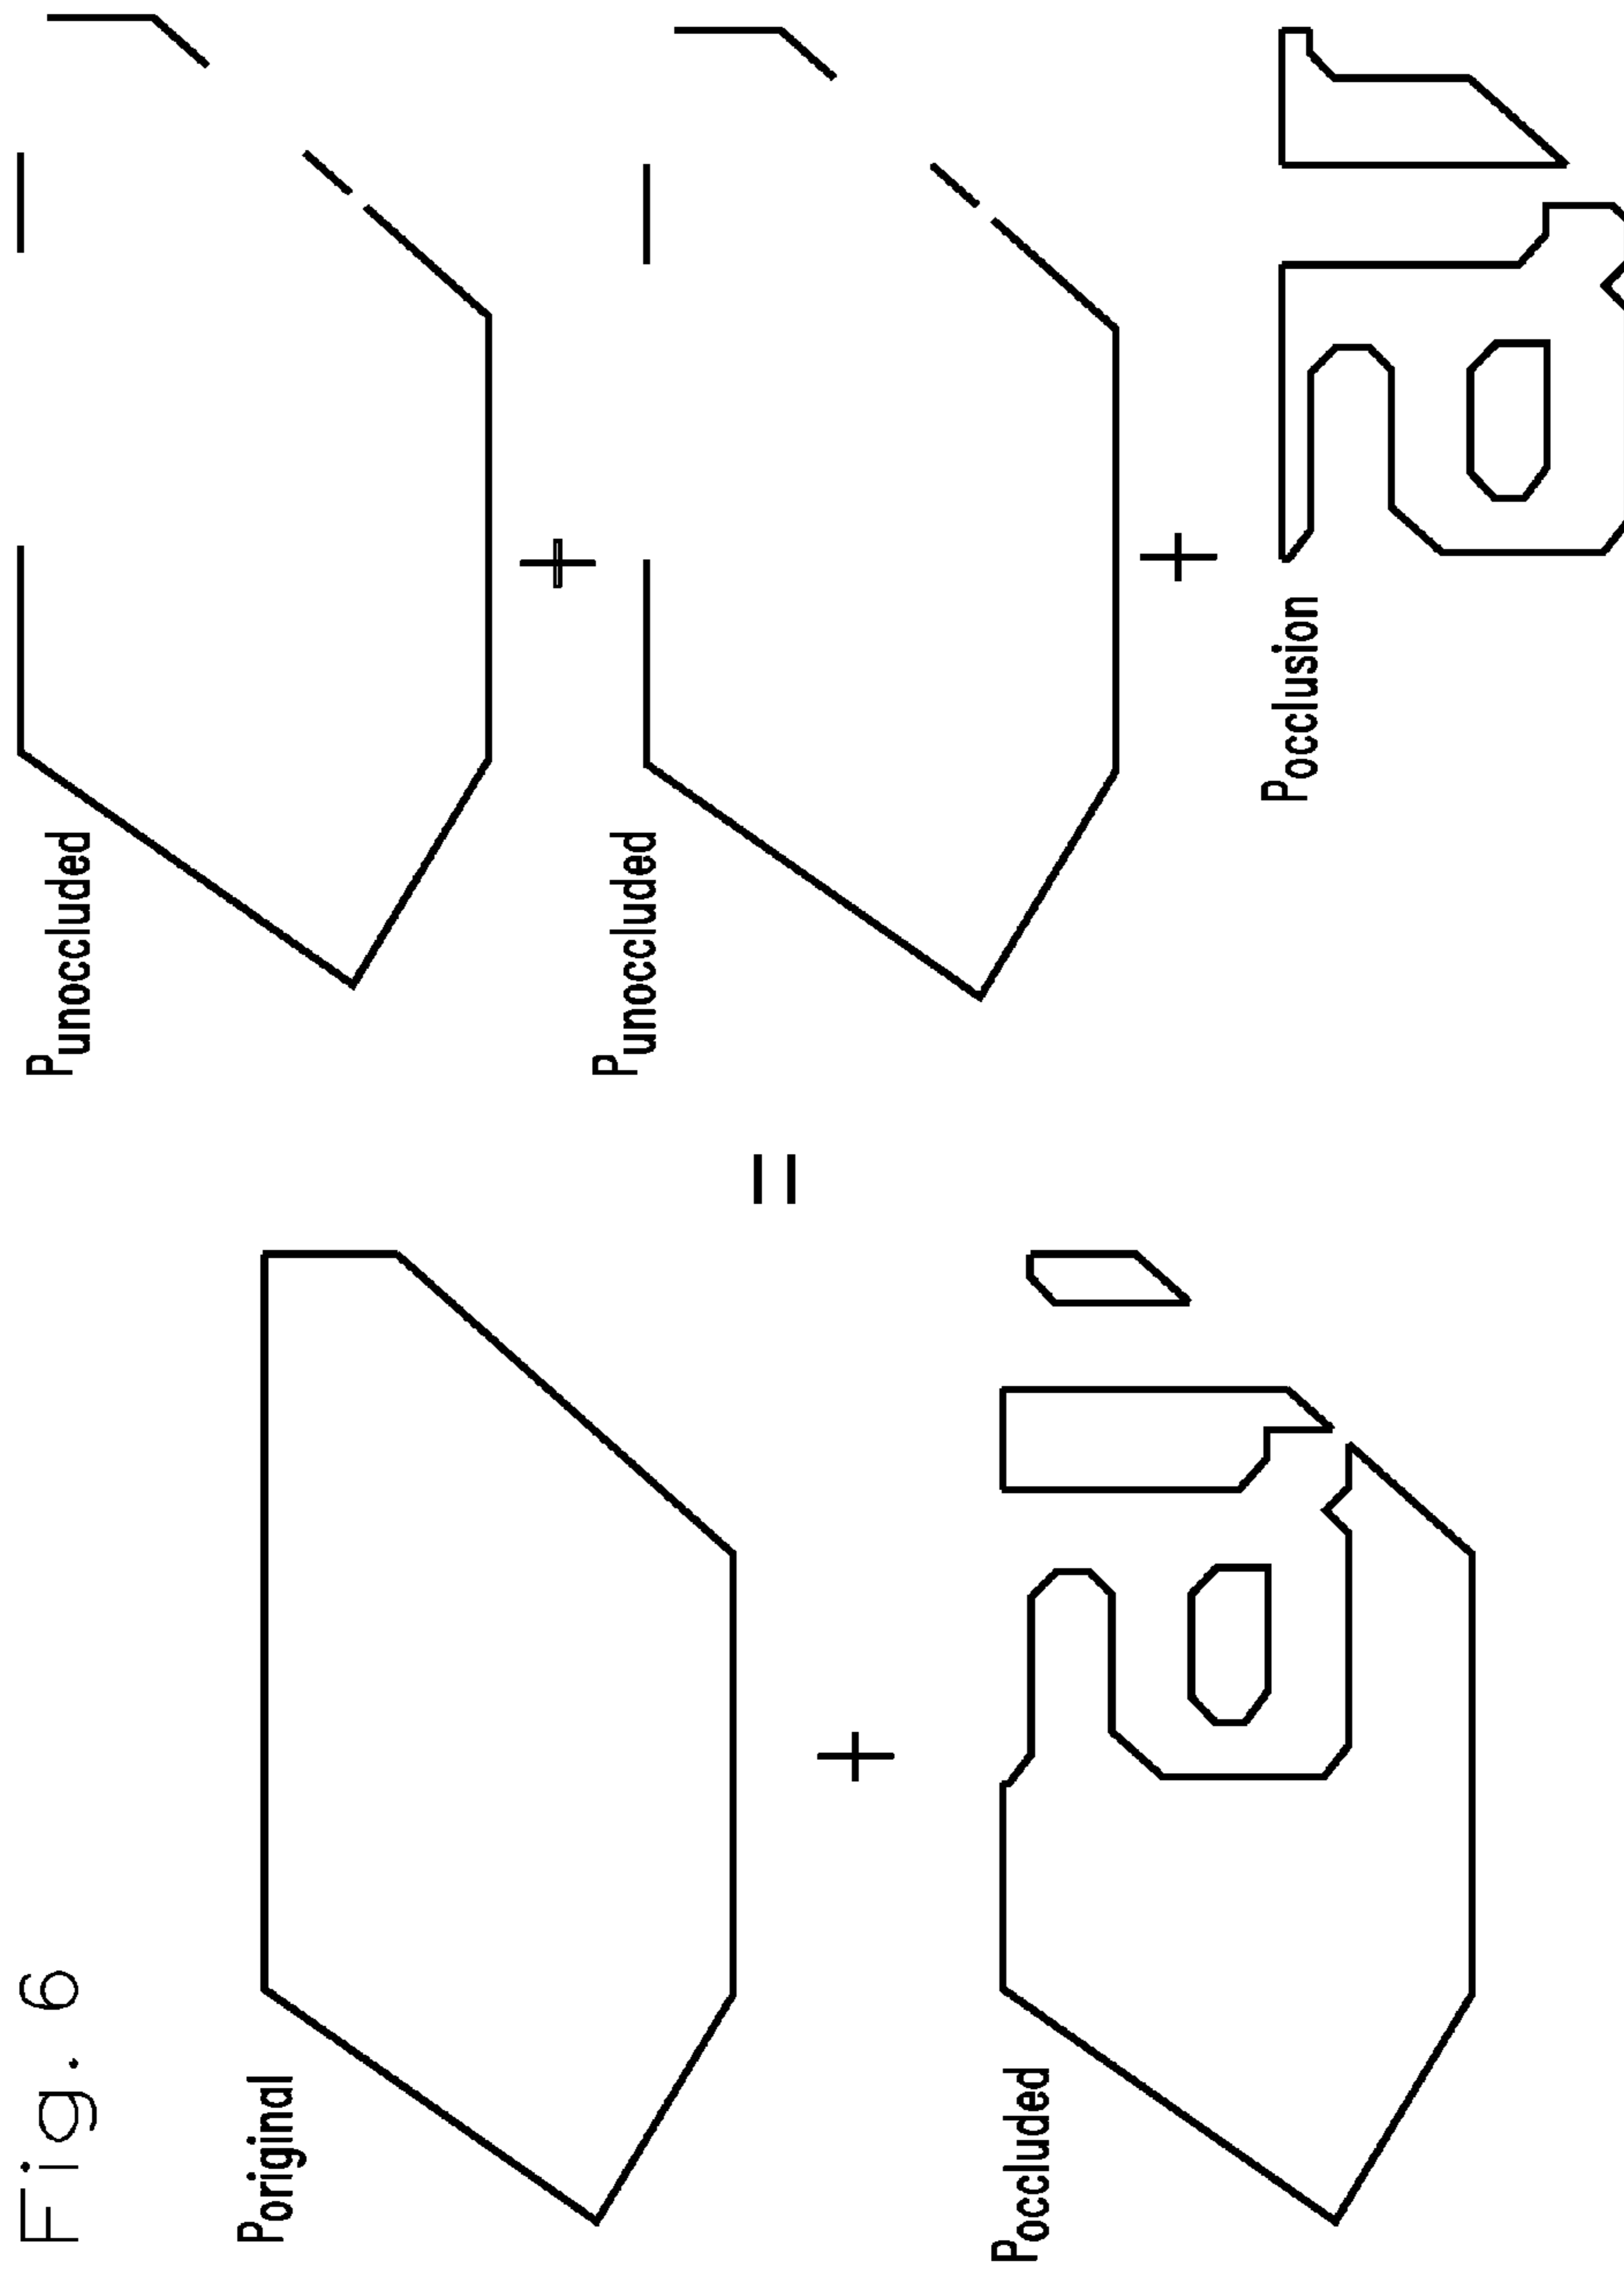 Fig. 6
Poriginal
+
Poccluded
=
Punoccluded
+
Punoccluded
+
Pocclusion